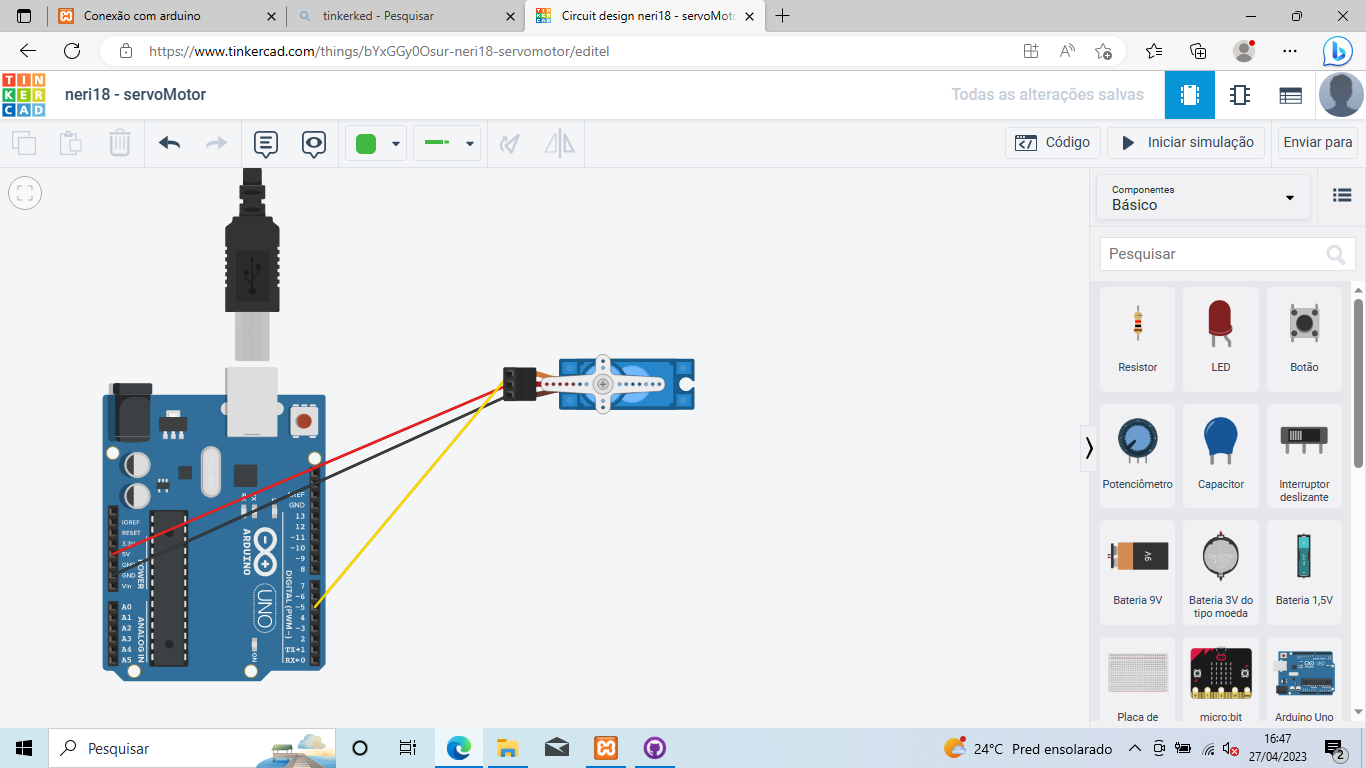 Conexão com arduino
tinkerked - Pesquisar
Circuit design neri18 - servoMoto
https://www.tinkercad.com/things/bYxGGy0Osur-neri18-servomotor/editel
TIN
KER
CAD
neri18 - servoMotor
Todas as alterações salvas
Código
Iniciar simulação
Enviar para
Componentes
Básico
Pesquisar
Resistor
LED
Botão
Potenciômetro
Capacitor
Interruptor
deslizante
9V
Bateria 9V
Bateria 3V do
tipo moeda
Bateria 1,5V
Placa de
micro:bit
Arduino Uno
AREF
GND
13
12
~11
~10
~9
8
7
~6
~5
4
~3
2
TX→1
RX←0
DIGITAL (PWM~)
IOREF
RESET
3.3V
5V
GND
GND
Vin
POWER
A0
A1
A2
A3
A4
A5
ANALOG IN
ARDUINO
UNO
ON
TX
RX
L
Pesquisar
24°C Pred ensolarado
16:47
27/04/2023
2